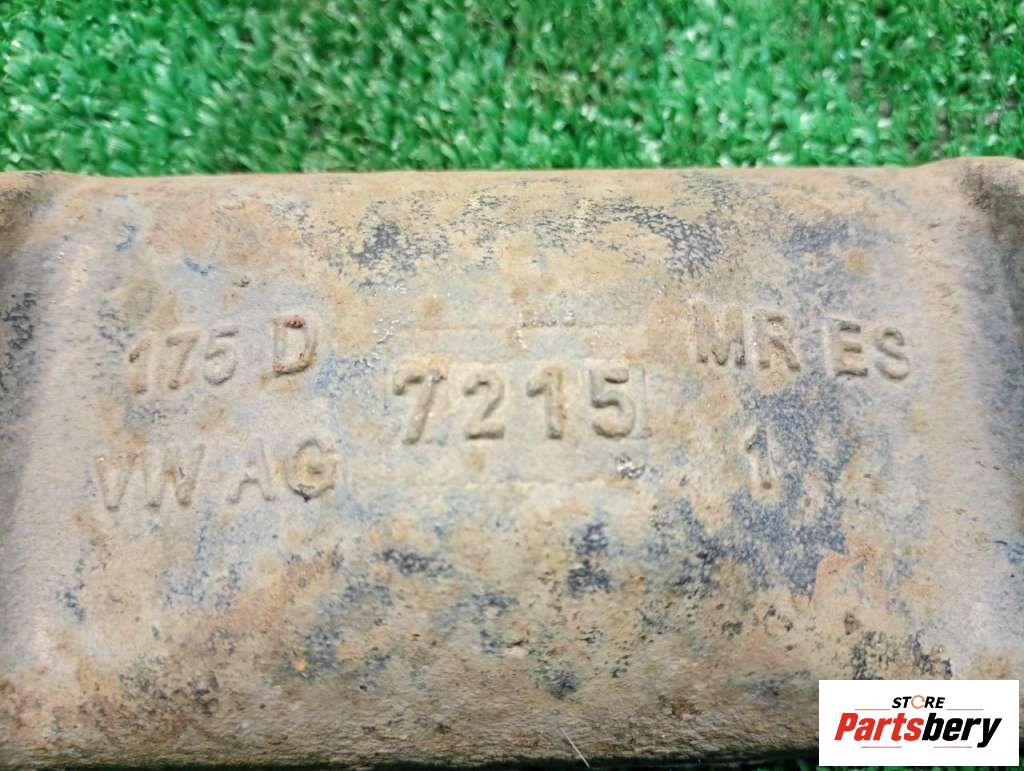 175 D
VW AG
7215
MR ES
1
STORE
Partsbery